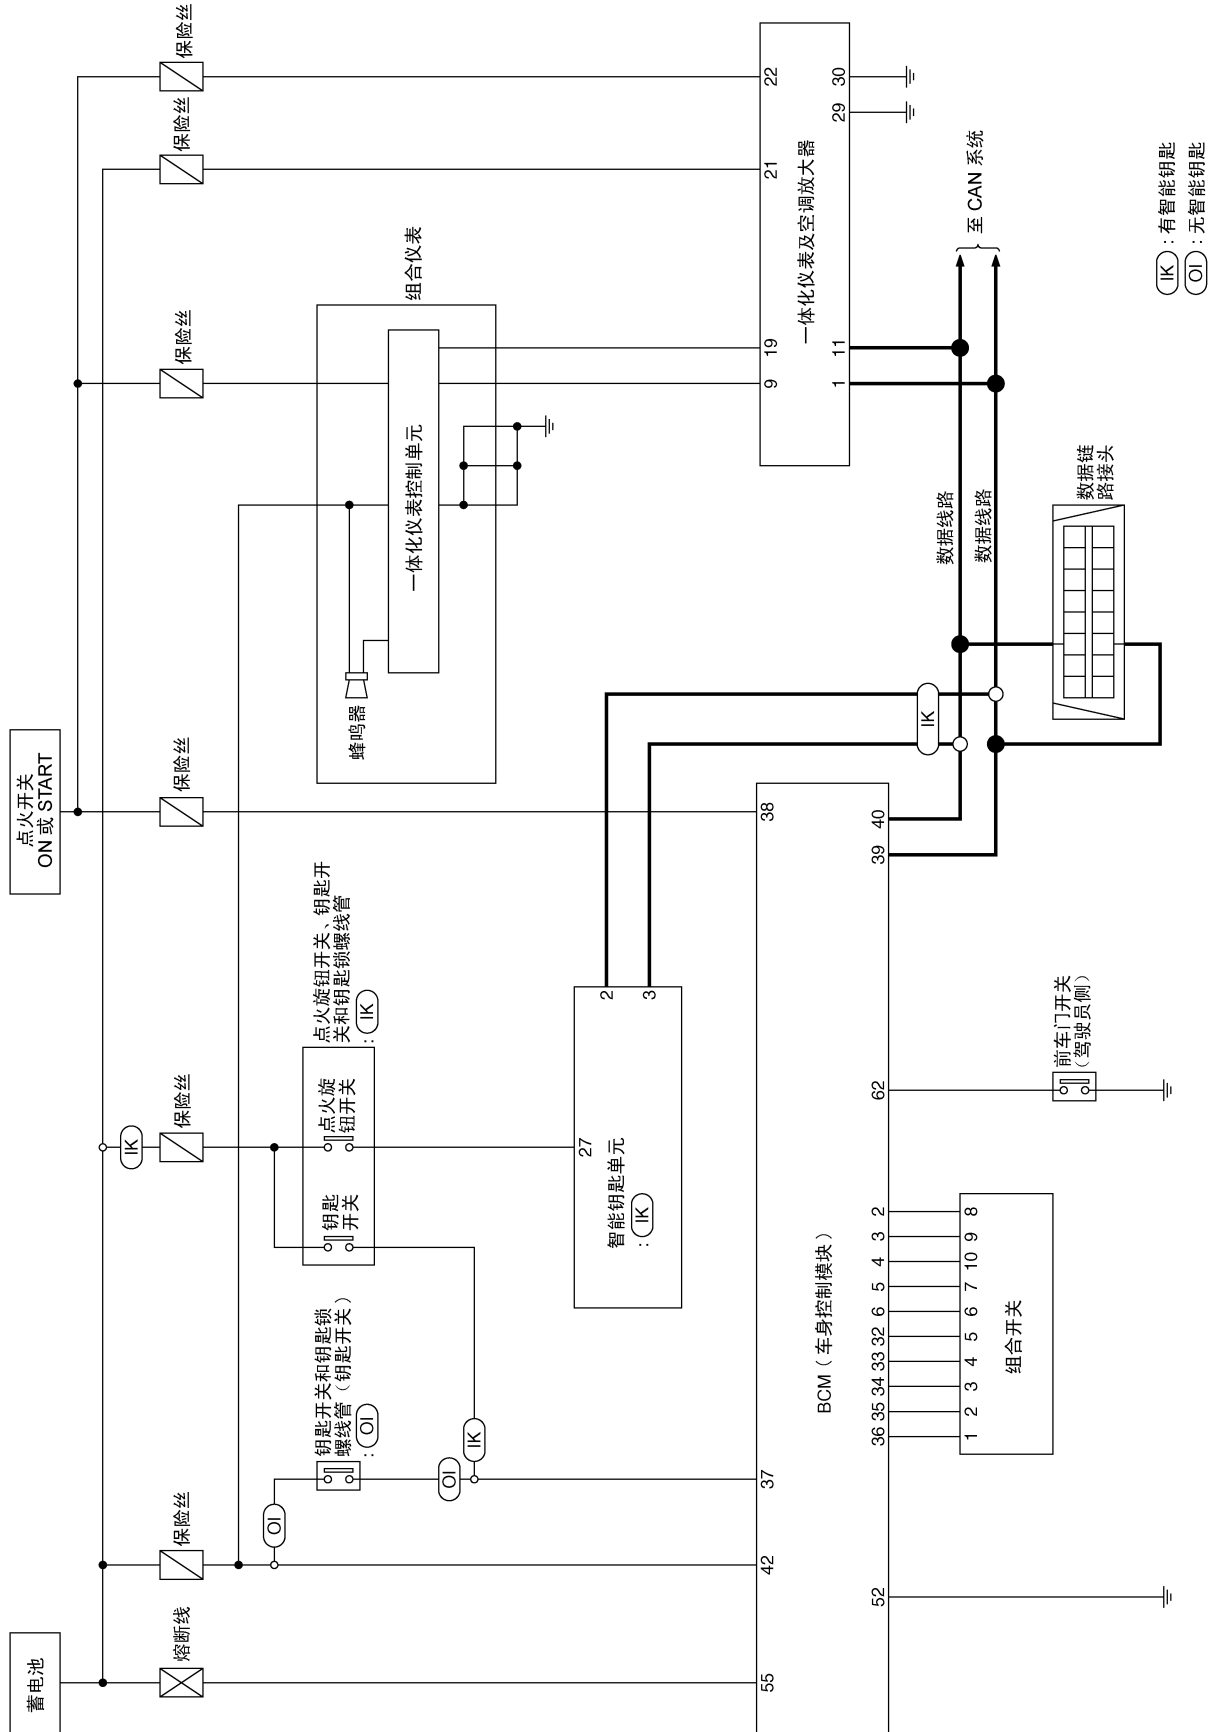 蓄电池
点火开关
ON 或 START
熔断线
保险丝
保险丝
IK
保险丝
保险丝
保险丝
保险丝
保险丝
OI
钥匙开关和钥匙锁
螺线管（钥匙开关）
: OI
OI
IK
钥匙
开关
点火旋
钮开关
点火旋钮开关、钥匙开
关和钥匙锁螺线管
: IK
蜂鸣器
一体化仪表控制单元
组合仪表
智能钥匙单元
: IK
27
2
3
55
42
37
38
BCM（车身控制模块）
52
36
35
34
33
32
6
5
4
3
2
62
39
40
1
2
3
4
5
6
7
10
9
8
组合开关
前车门开关
（驾驶员侧）
IK
数据线路
数据线路
数据链
路接头
9
19
21
22
一体化仪表及空调放大器
1
11
29
30
至 CAN 系统
IK : 有智能钥匙
OI : 无智能钥匙